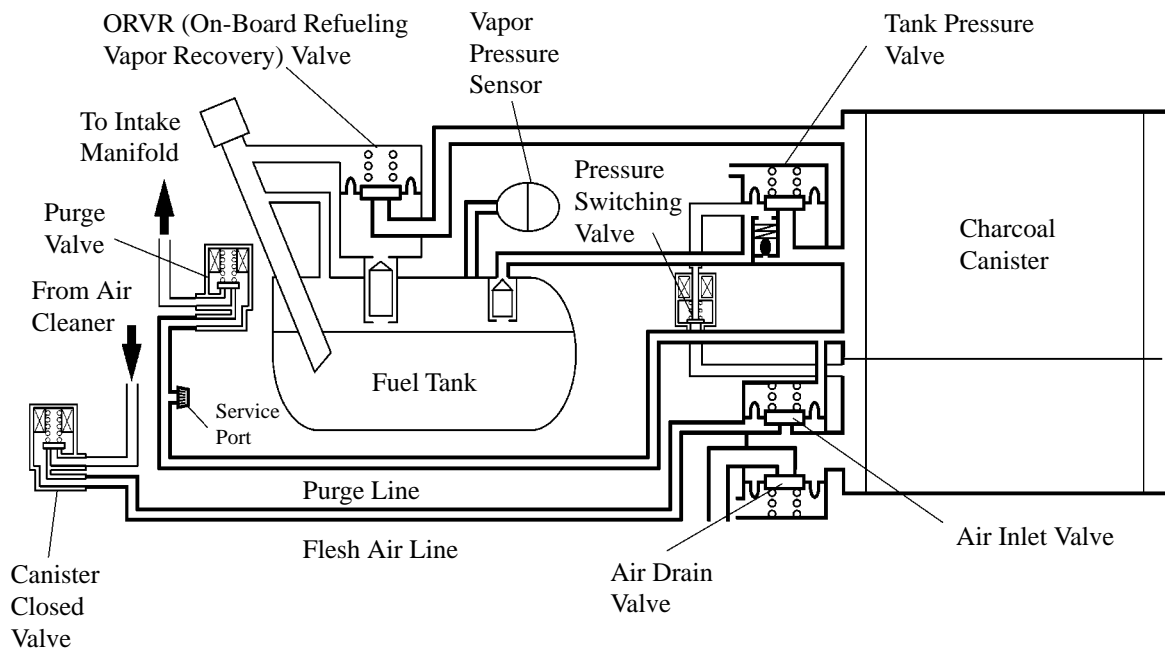 ORVR (On-Board Refueling
Vapor Recovery) Valve
Vapor
Pressure
Sensor
Tank Pressure
Valve
To Intake
Manifold
Pressure
Switching
Valve
Purge
Valve
Charcoal
Canister
From Air
Cleaner
Fuel Tank
Service
Port
Purge Line
Flesh Air Line
Air Inlet Valve
Air Drain
Valve
Canister
Closed
Valve